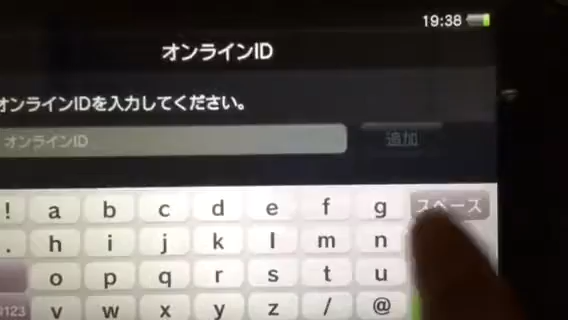 19:38
オンラインID
オンラインIDを入力してください。
オンラインID 追加
! a b c d e f g スペース
. h i j k l m n
o p q r s t u
@123 v w x y z / @